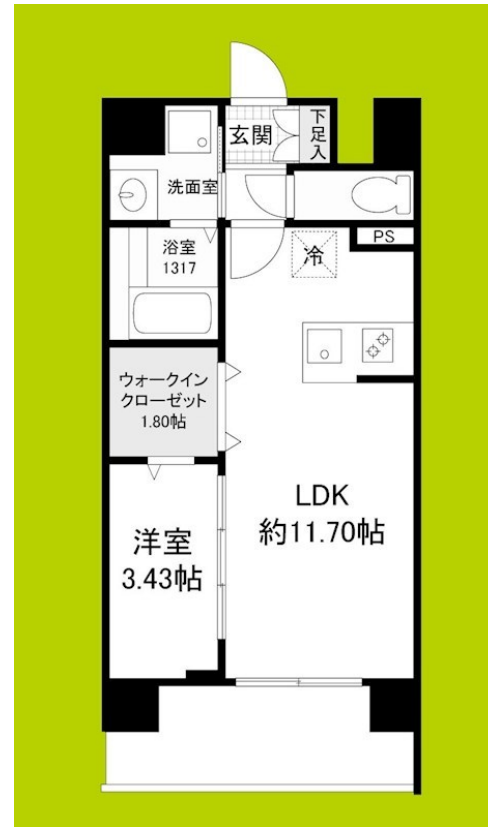 玄関
下足入
洗面室
PS
浴室
1317
冷
ウォークイン
クローゼット
1.80帖
LDK
約11.70帖
洋室
3.43帖